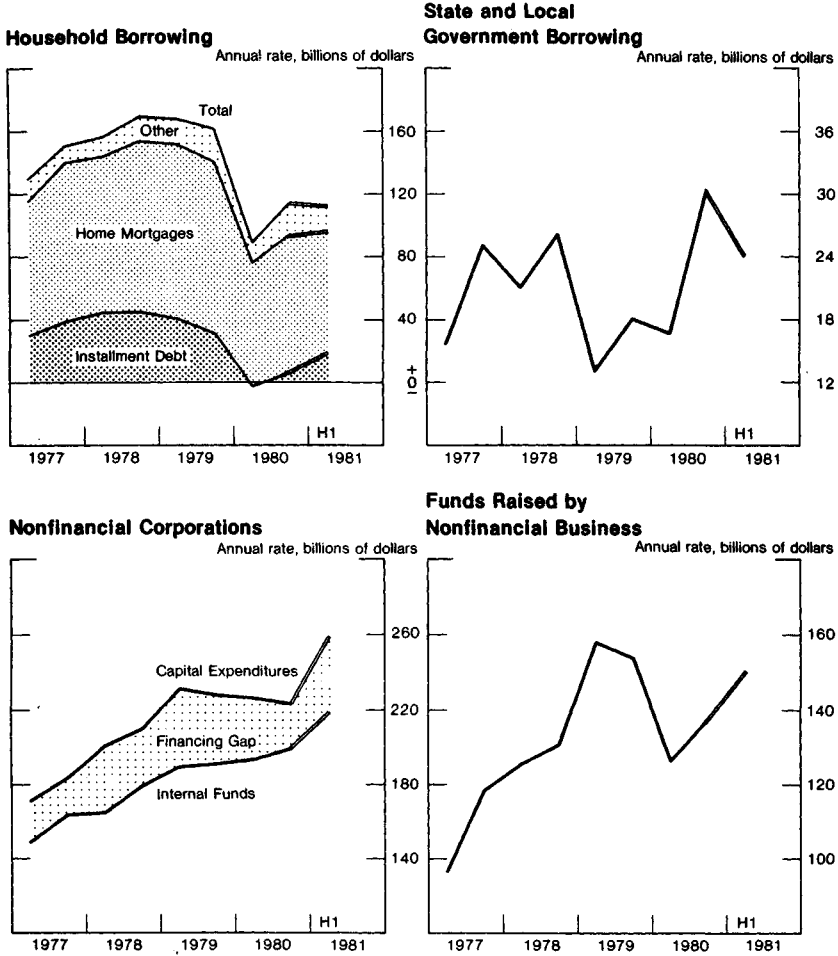 Household Borrowing
Annual rate, billions of dollars
Total
Other
Home Mortgages
Installment Debt
160
120
80
40
+
0
−
H1
1977 1978 1979 1980 1981
State and Local
Government Borrowing
Annual rate, billions of dollars
36
30
24
18
12
H1
1977 1978 1979 1980 1981
Nonfinancial Corporations
Annual rate, billions of dollars
Capital Expenditures
Financing Gap
Internal Funds
260
220
180
140
H1
1977 1978 1979 1980 1981
Funds Raised by
Nonfinancial Business
Annual rate, billions of dollars
160
140
120
100
H1
1977 1978 1979 1980 1981